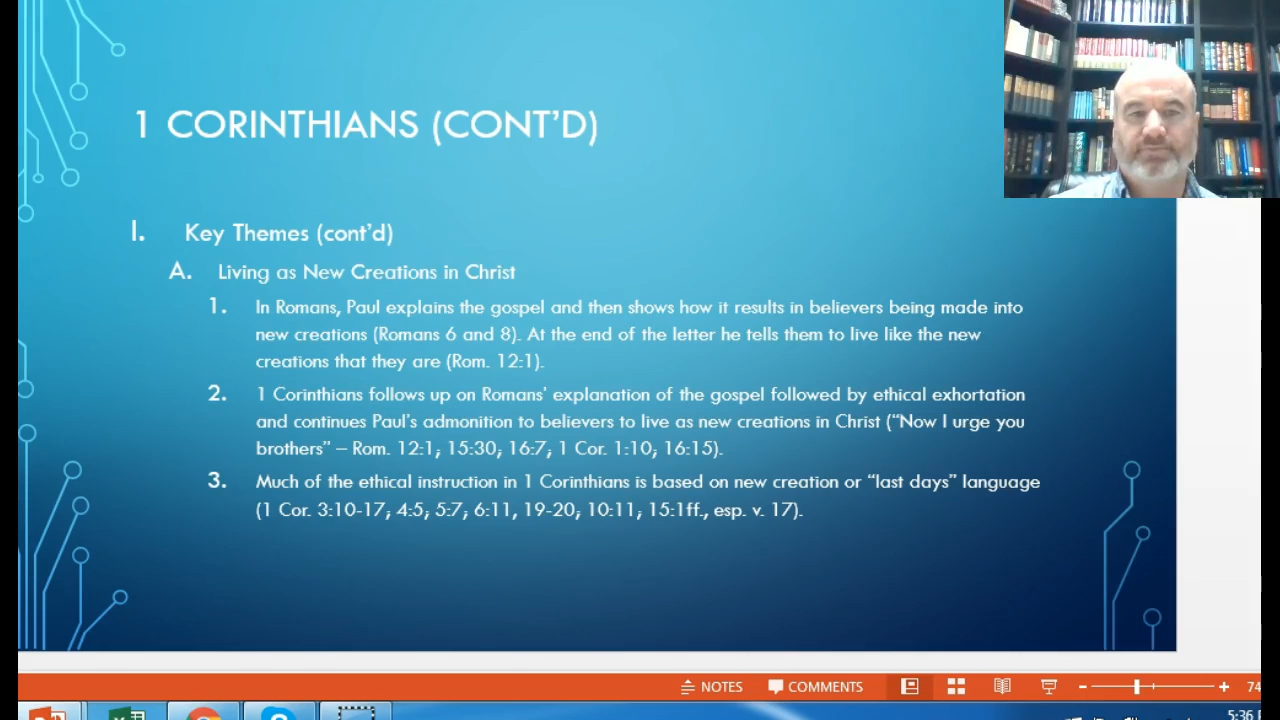 1 CORINTHIANS (CONT'D)
I. Key Themes (cont'd)
A. Living as New Creations in Christ
1. In Romans, Paul explains the gospel and then shows how it results in believers being made into
new creations (Romans 6 and 8). At the end of the letter he tells them to live like the new
creations that they are (Rom. 12:1).
2. 1 Corinthians follows up on Romans' explanation of the gospel followed by ethical exhortation
and continues Paul's admonition to believers to live as new creations in Christ ("Now I urge you
brothers" – Rom. 12:1; 15:30; 16:7; 1 Cor. 1:10; 16:15).
3. Much of the ethical instruction in 1 Corinthians is based on new creation or "last days" language
(1 Cor. 3:10-17; 4:5; 5:7; 6:11, 19-20; 10:11; 15:1ff., esp. v. 17).
NOTES COMMENTS 74
5:36